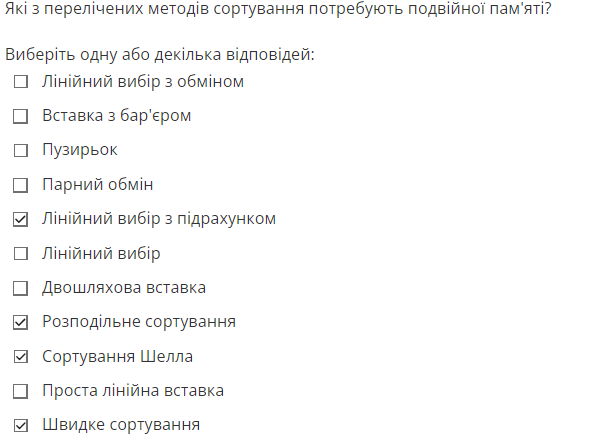 Які з перелічених методів сортування потребують подвійної пам'яті?
Виберіть одну або декілька відповідей:
Лінійний вибір з обміном
Вставка з бар'єром
Пузирьок
Парний обмін
Лінійний вибір з підрахунком
Лінійний вибір
Двошляхова вставка
Розподільне сортування
Сортування Шелла
Проста лінійна вставка
Швидке сортування